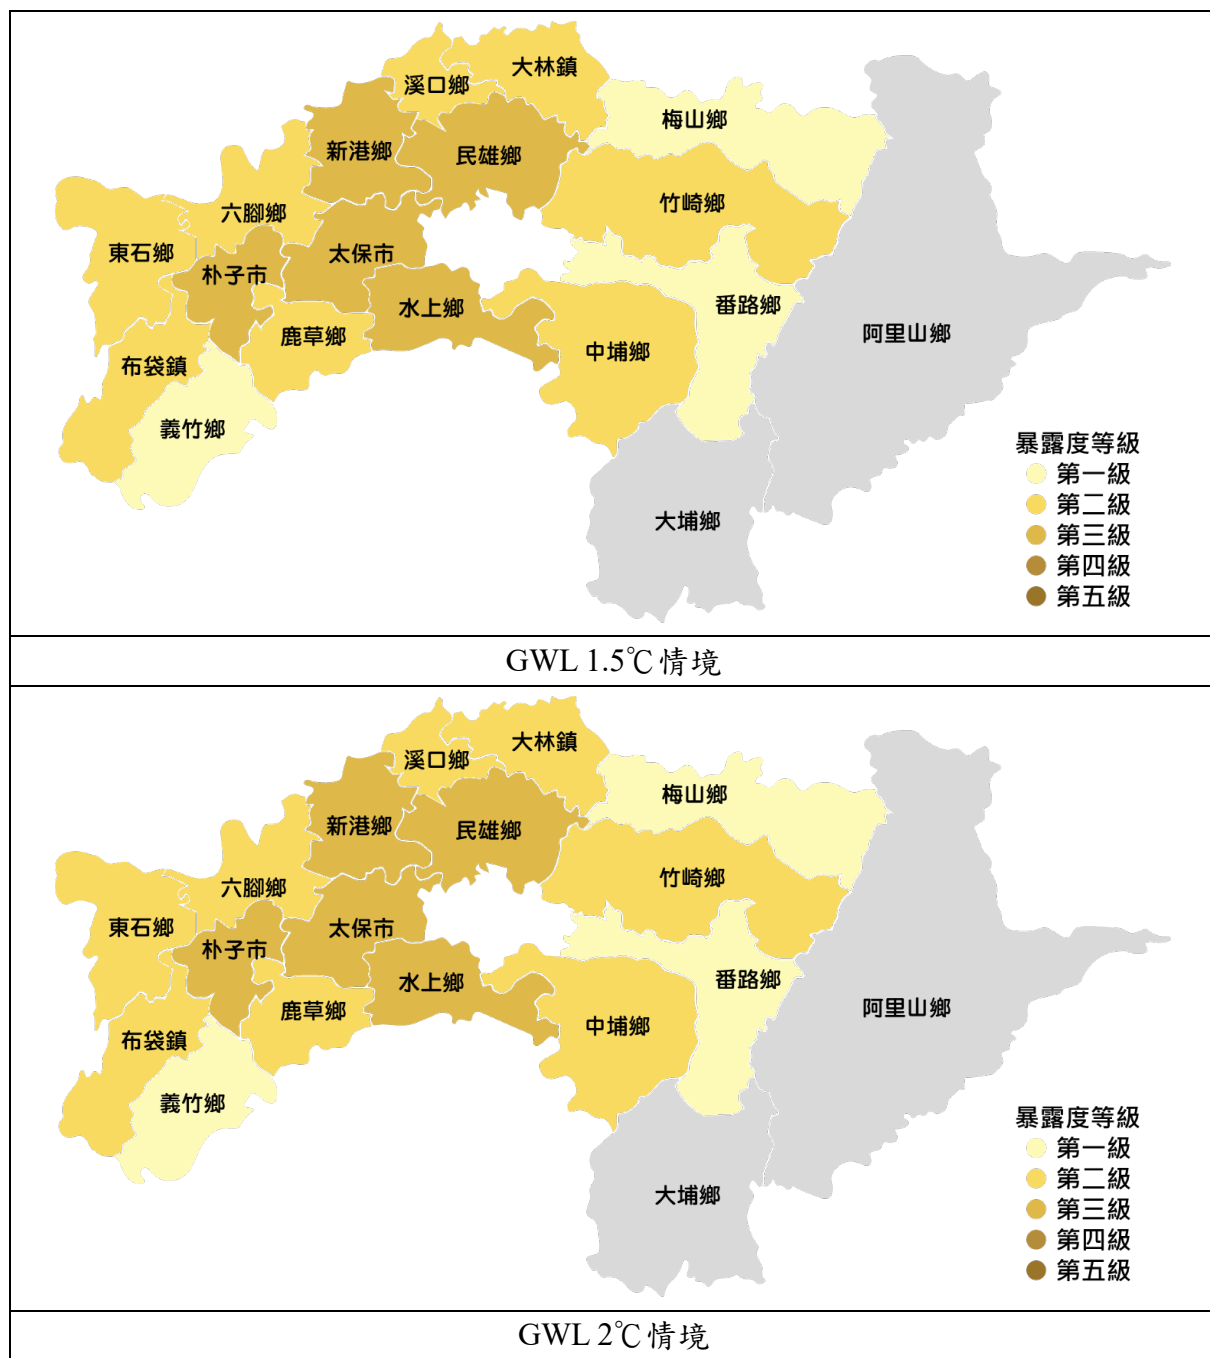 大林鎮
溪口鄉
梅山鄉
新港鄉
民雄鄉
竹崎鄉
六腳鄉
東石鄉
太保市
朴子市
番路鄉
水上鄉
阿里山鄉
鹿草鄉
中埔鄉
布袋鎮
義竹鄉
大埔鄉
暴露度等級
第一級
第二級
第三級
第四級
第五級
GWL 1.5℃情境
大林鎮
溪口鄉
梅山鄉
新港鄉
民雄鄉
竹崎鄉
六腳鄉
東石鄉
太保市
朴子市
番路鄉
水上鄉
阿里山鄉
鹿草鄉
中埔鄉
布袋鎮
義竹鄉
大埔鄉
暴露度等級
第一級
第二級
第三級
第四級
第五級
GWL 2℃情境